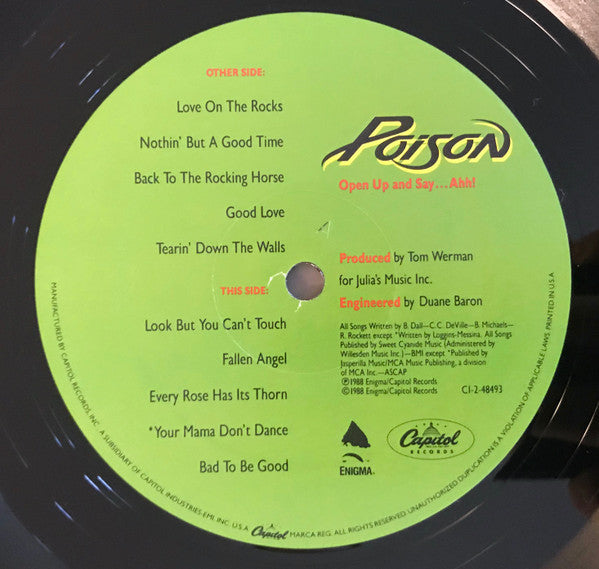 OTHER SIDE:
Love On The Rocks
Nothin' But A Good Time
Back To The Rocking Horse
Good Love
Tearin' Down The Walls
THIS SIDE:
Look But You Can't Touch
Fallen Angel
Every Rose Has Its Thorn
*Your Mama Don't Dance
Bad To Be Good
POISON
Open Up and Say...Ahh!
Produced by Tom Werman
for Julia's Music Inc.
Engineered by Duane Baron
All Songs Written by B. Dall—C.C. DeVille—B. Michaels—
R. Rockett except *Written by Loggins-Messina. All Songs
Published by Sweet Cyanide Music (Administered by
Willesden Music Inc.)—BMI except *Published by
Jasperilla Music/MCA Music Publishing, a division
of MCA Inc.—ASCAP
℗1988 Enigma/Capitol Records
©1988 Enigma/Capitol Records
C1-2-48493
ENIGMA
Capitol
RECORDS
MANUFACTURED BY CAPITOL RECORDS, INC. A SUBSIDIARY OF CAPITOL INDUSTRIES-EMI, INC. U.S.A. Capitol MARCA REG. ALL RIGHTS RESERVED. UNAUTHORIZED DUPLICATION IS A VIOLATION OF APPLICABLE LAWS. PRINTED IN U.S.A.